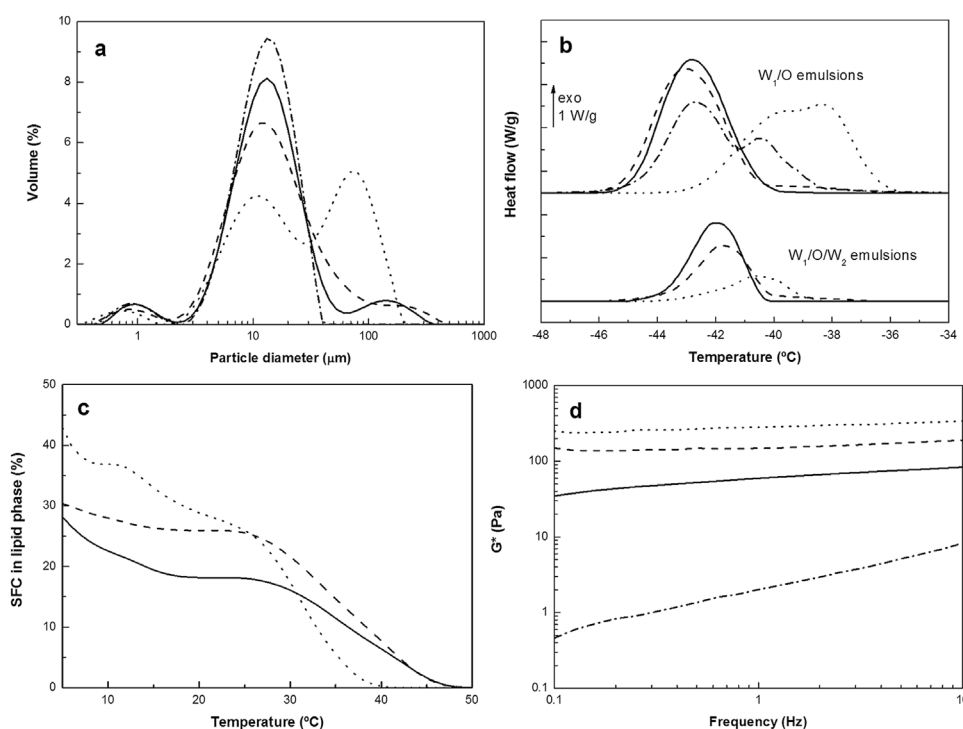 a
10
8
6
4
2
0
Volume (%)
1
10
100
1000
Particle diameter (μm)
b
W1/O emulsions
exo
1 W/g
W1/O/W2 emulsions
Heat flow (W/g)
-48
-46
-44
-42
-40
-38
-36
-34
Temperature (ºC)
c
50
40
30
20
10
0
SFC in lipid phase (%)
10
20
30
40
50
Temperature (ºC)
d
1000
100
10
1
0.1
G* (Pa)
0.1
1
10
Frequency (Hz)